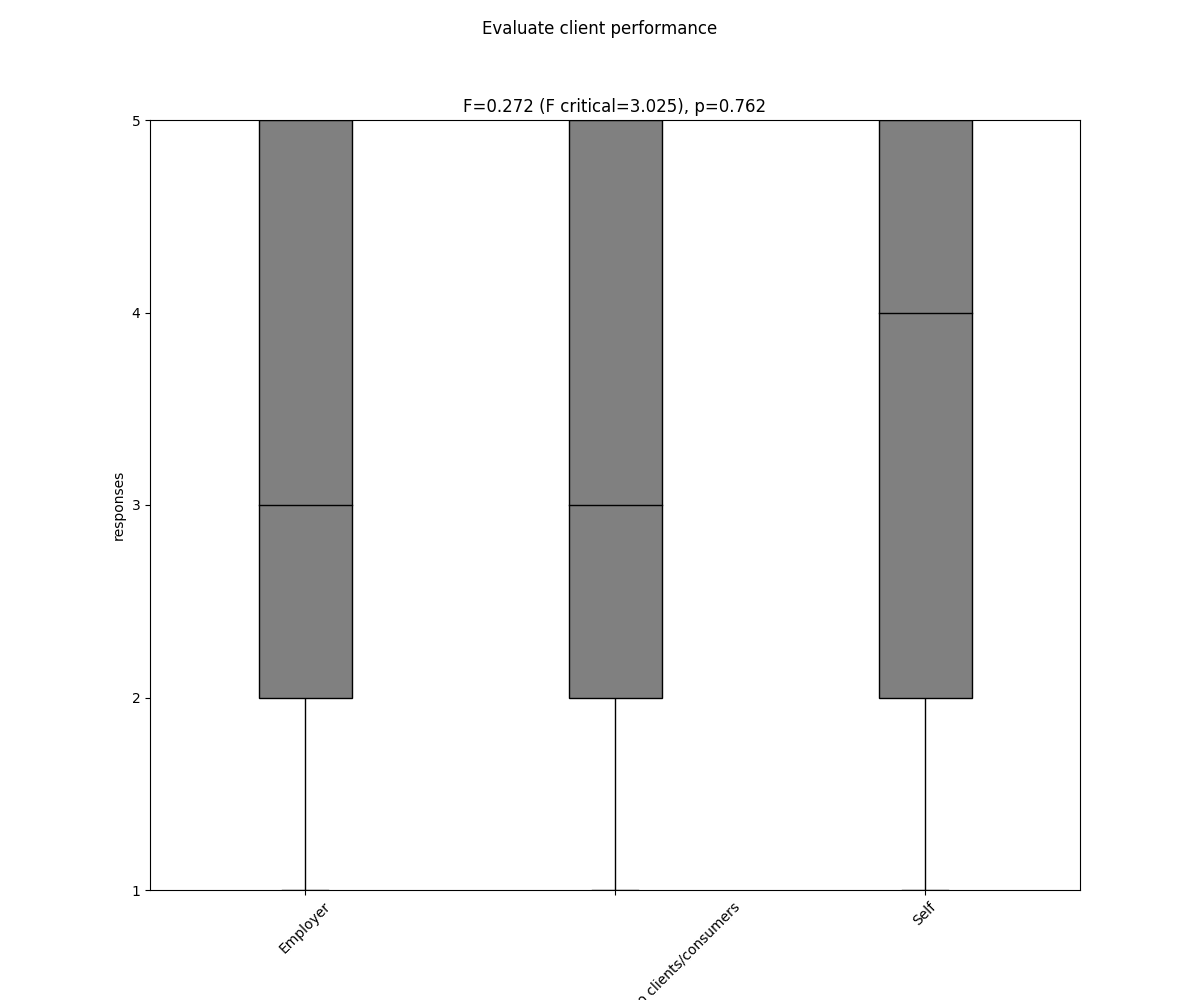 Evaluate client performance
F=0.272 (F critical=3.025), p=0.762
responses
5
4
3
2
1
Employer
clients/consumers
Self